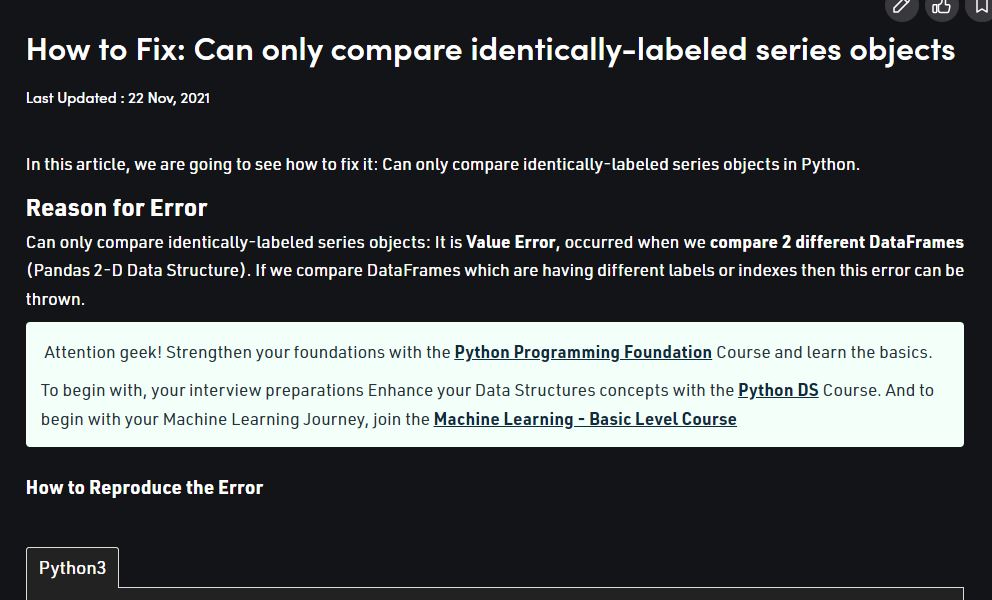 How to Fix: Can only compare identically-labeled series objects
Last Updated : 22 Nov, 2021
In this article, we are going to see how to fix it: Can only compare identically-labeled series objects in Python.
Reason for Error
Can only compare identically-labeled series objects: It is Value Error, occurred when we compare 2 different DataFrames
(Pandas 2-D Data Structure). If we compare DataFrames which are having different labels or indexes then this error can be
thrown.
Attention geek! Strengthen your foundations with the Python Programming Foundation Course and learn the basics.
To begin with, your interview preparations Enhance your Data Structures concepts with the Python DS Course. And to
begin with your Machine Learning Journey, join the Machine Learning - Basic Level Course
How to Reproduce the Error
Python3